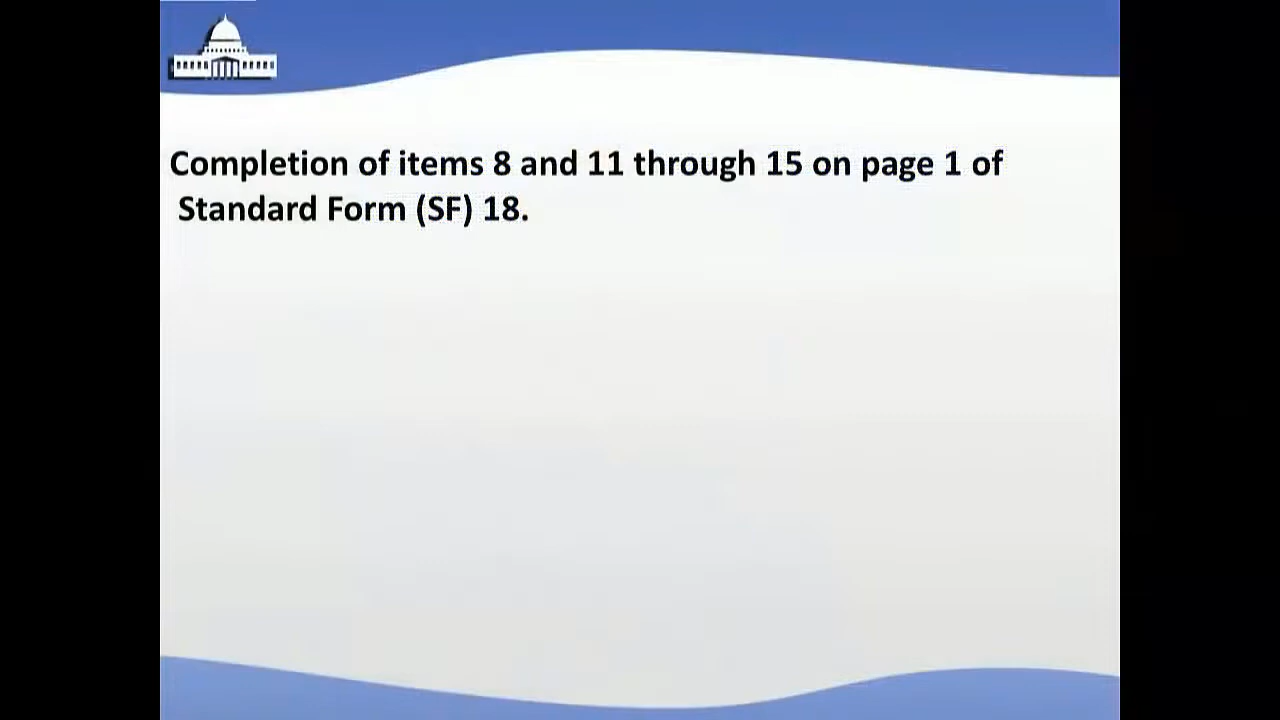 Completion of items 8 and 11 through 15 on page 1 of
Standard Form (SF) 18.